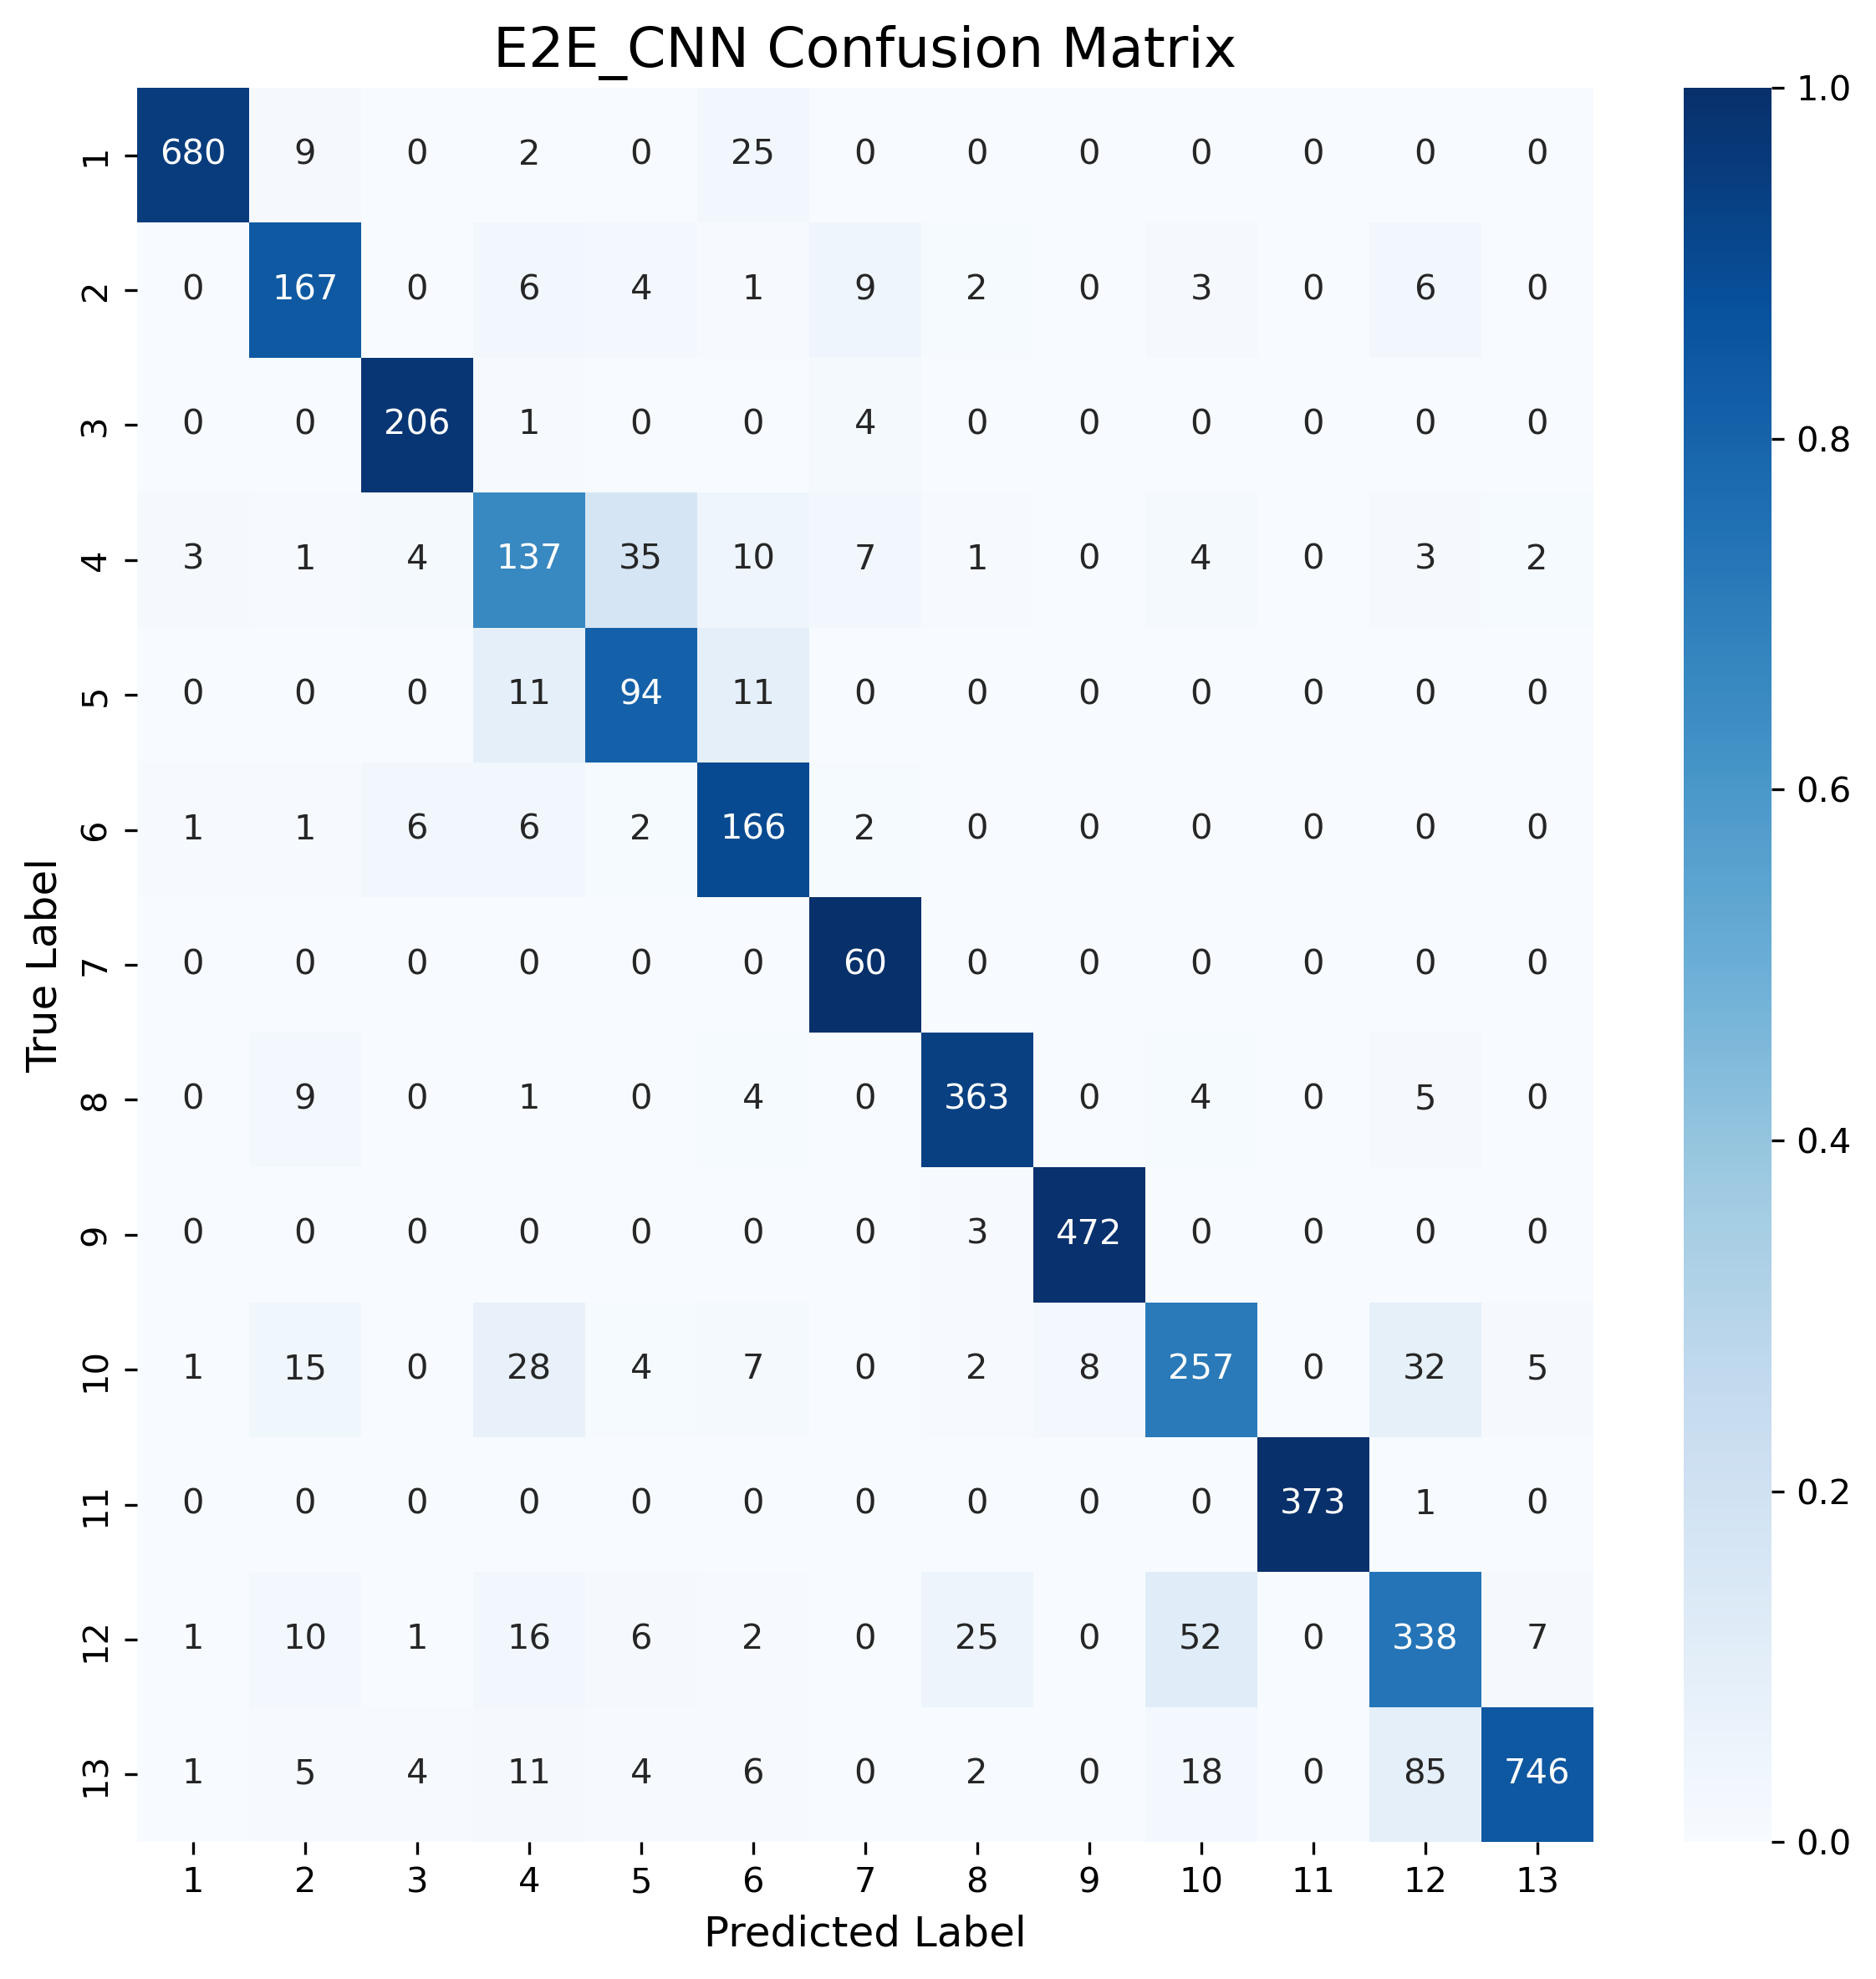 E2E_CNN Confusion Matrix
1 680 9 0 2 0 25 0 0 0 0 0 0 0
2 0 167 0 6 4 1 9 2 0 3 0 6 0
3 0 0 206 1 0 0 4 0 0 0 0 0 0
4 3 1 4 137 35 10 7 1 0 4 0 3 2
5 0 0 0 11 94 11 0 0 0 0 0 0 0
6 1 1 6 6 2 166 2 0 0 0 0 0 0
7 0 0 0 0 0 0 60 0 0 0 0 0 0
8 0 9 0 1 0 4 0 363 0 4 0 5 0
9 0 0 0 0 0 0 0 3 472 0 0 0 0
10 1 15 0 28 4 7 0 2 8 257 0 32 5
11 0 0 0 0 0 0 0 0 0 0 373 1 0
12 1 10 1 16 6 2 0 25 0 52 0 338 7
13 1 5 4 11 4 6 0 2 0 18 0 85 746
1 2 3 4 5 6 7 8 9 10 11 12 13
Predicted Label
True Label
1.0
0.8
0.6
0.4
0.2
0.0